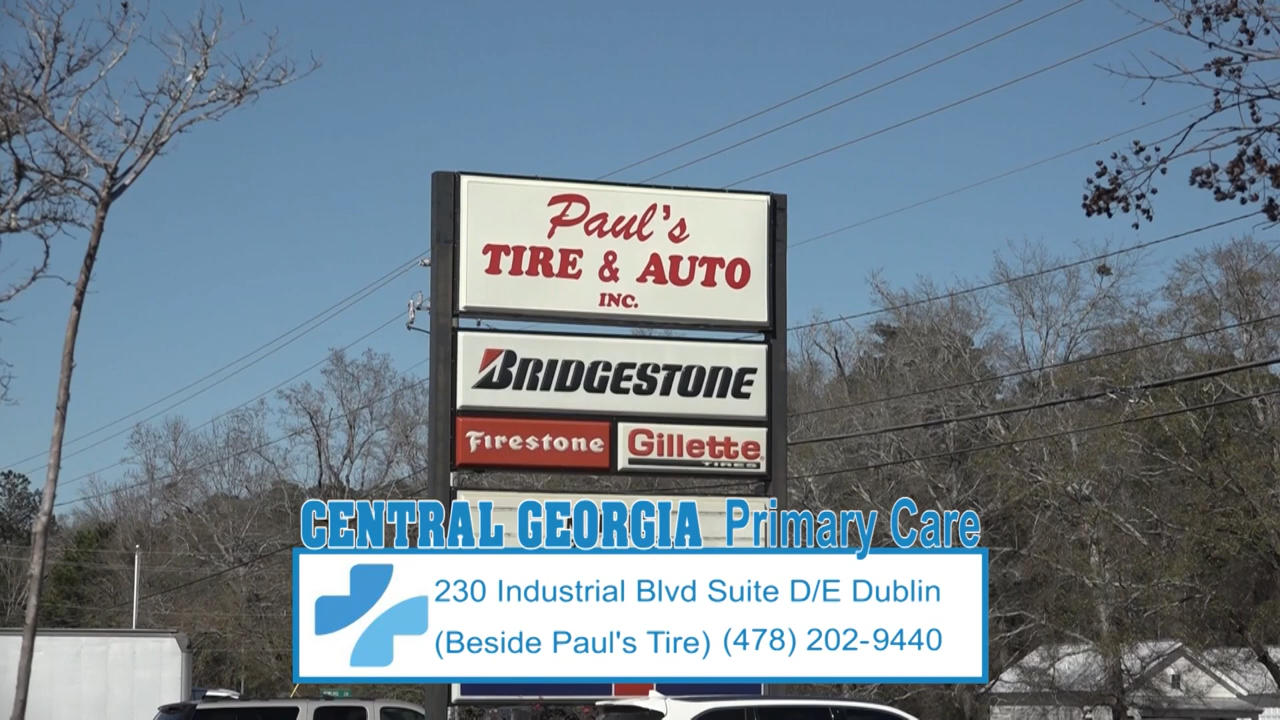 Paul's
TIRE & AUTO
INC.
BRIDGESTONE
Firestone
Gillette
TIRES
CENTRAL GEORGIA Primary Care
230 Industrial Blvd Suite D/E Dublin
(Beside Paul's Tire) (478) 202-9440